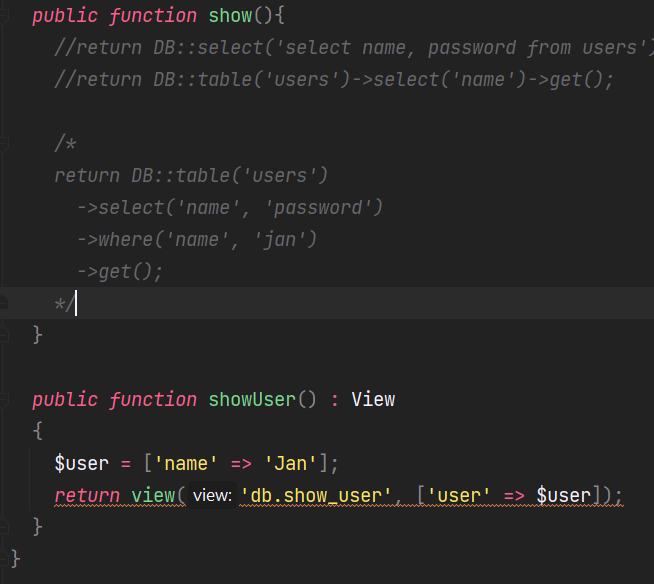 public function show(){
//return DB::select('select name, password from users')
//return DB::table('users')->select('name')->get();
/*
return DB::table('users')
->select('name', 'password')
->where('name', 'jan')
->get();
*/
}
public function showUser() : View
{
$user = ['name' => 'Jan'];
return view( view: 'db.show_user', ['user' => $user]);
}
}